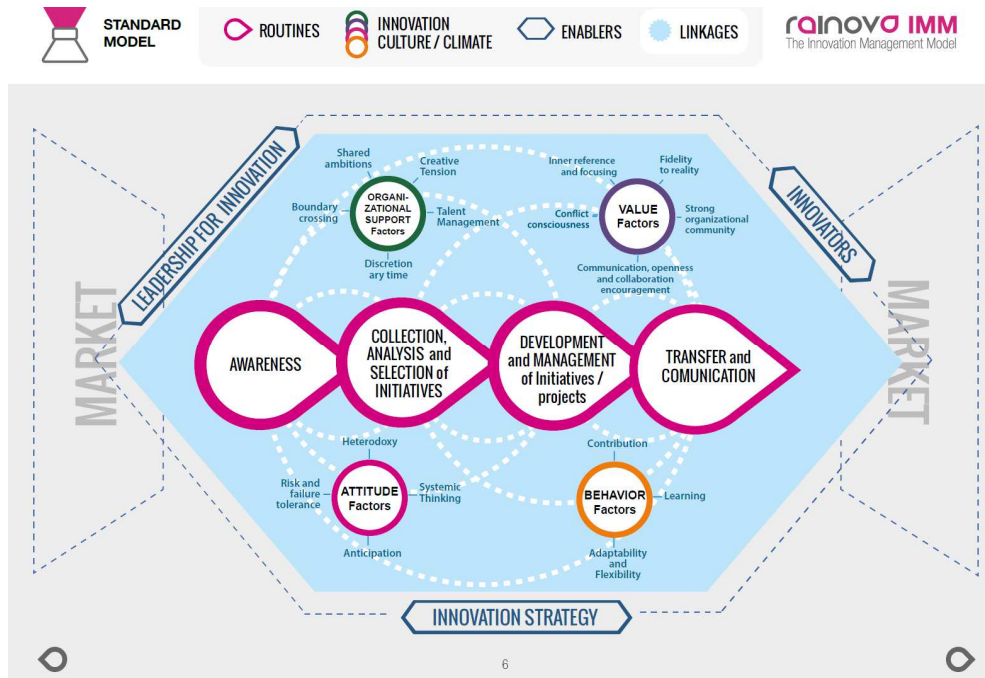 STANDARD
MODEL
ROUTINES
INNOVATION
CULTURE / CLIMATE
ENABLERS
LINKAGES
rainova IMM
The Innovation Management Model
LEADERSHIP FOR INNOVATION
INNOVATORS
MARKET
MARKET
Shared
ambitions
Creative
Tension
Boundary
crossing
ORGANI-
ZATIONAL
SUPPORT
Factors
Talent
Management
Discretion
ary time
Inner reference
and focusing
Fidelity
to reality
Conflict
consciousness
VALUE
Factors
Strong
organizational
community
Communication, openness
and collaboration
encouragement
AWARENESS
COLLECTION,
ANALYSIS and
SELECTION of
INITIATIVES
DEVELOPMENT
and MANAGEMENT
of Initiatives /
projects
TRANSFER and
COMUNICATION
Heterodoxy
Risk and
failure
tolerance
ATTITUDE
Factors
Systemic
Thinking
Anticipation
Contribution
BEHAVIOR
Factors
Learning
Adaptability
and
Flexibility
INNOVATION STRATEGY
6